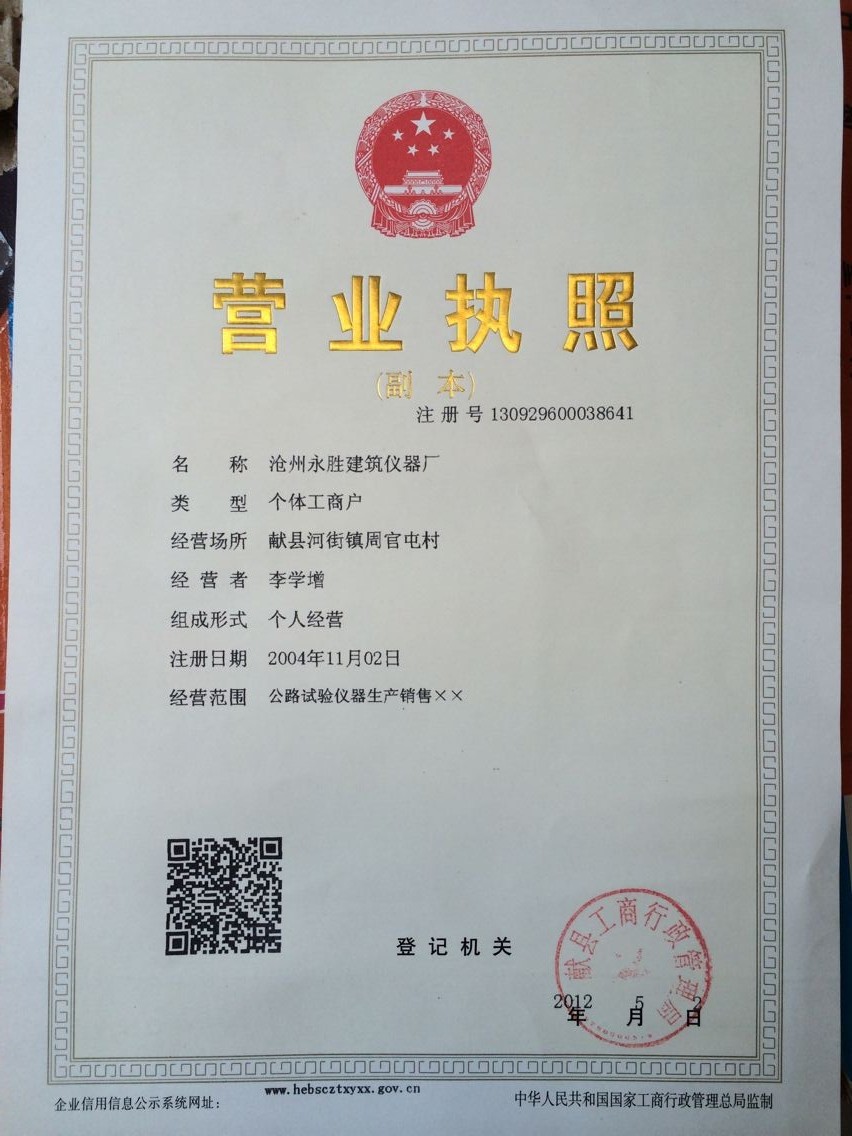 营业执照
(副 本)
注册号 130929600038641
名 称 沧州永胜建筑仪器厂
类 型 个体工商户
经营场所 献县河街镇周官屯村
经营者 李学增
组成形式 个人经营
注册日期 2004年11月02日
经营范围 公路试验仪器生产销售××
登记机关
献县工商行政管理局
2012年 5月 2日
企业信用信息公示系统网址: www.hebscztxyxx.gov.cn
中华人民共和国国家工商行政管理总局监制